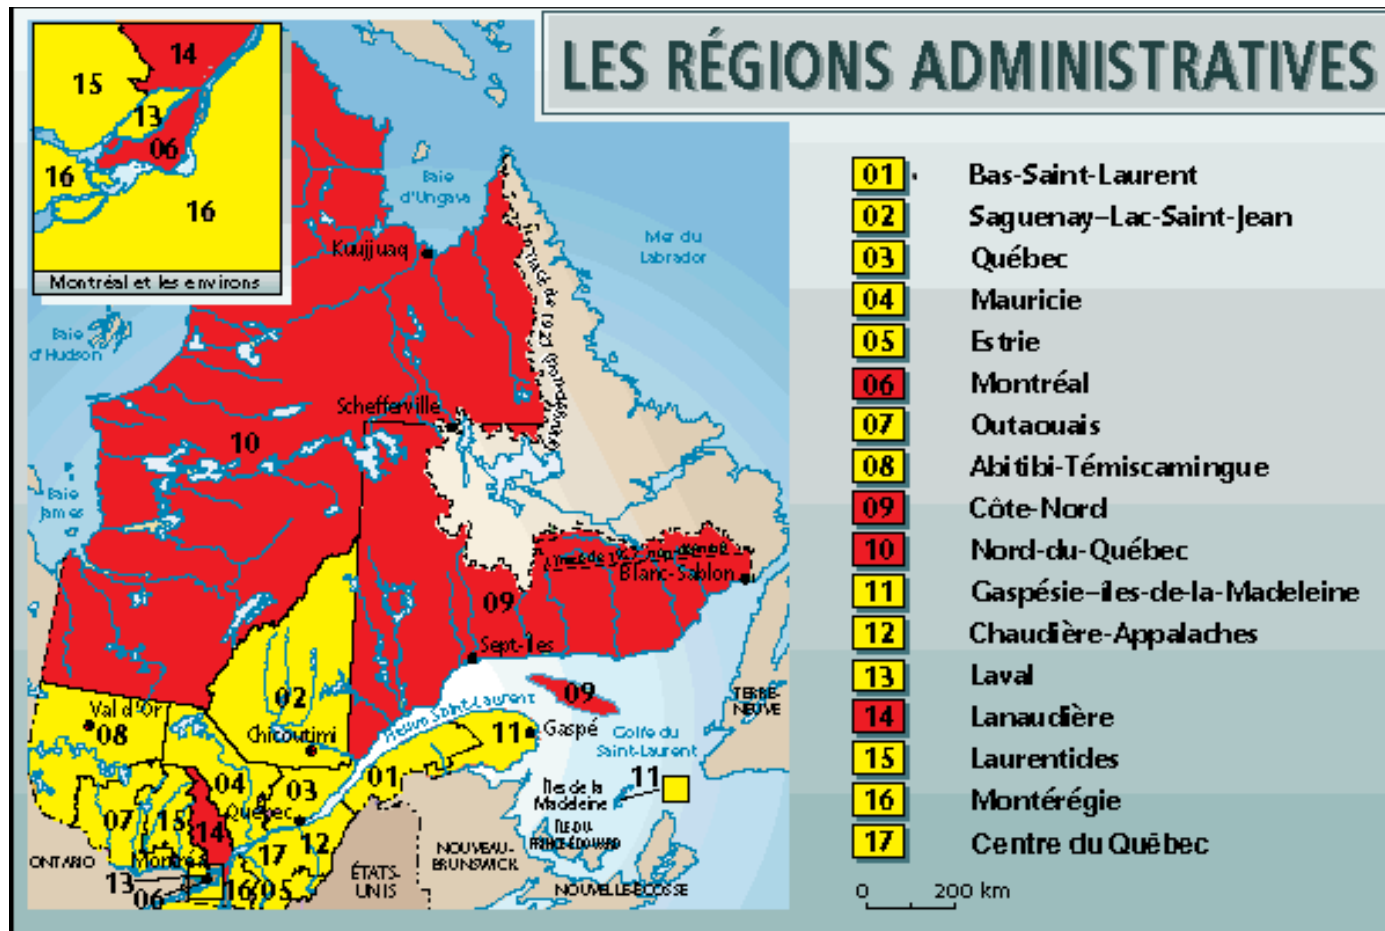 LES RÉGIONS ADMINISTRATIVES
15
14
13
06
16
16
Montréal et les environs
Baie
d'Ungava
Kuujjuaq
Mer du
Labrador
Baie
d'Hudson
Schefferville
10
Baie
James
Blanc-Sablon
09
Sept-Iles
09
02
Val d'Or
08
Chicoutimi
Fleuve Saint-Laurent
11
Gaspé
Golfe du
Saint-Laurent
TERRE-
NEUVE
11
Îles de la
Madeleine
01
04
03
Québec
07
15
14
12
17
ONTARIO
Montréal
13
06
16
05
ÉTATS-
UNIS
NOUVEAU-
BRUNSWICK
ÎLE DU
PRINCE-ÉDOUARD
NOUVELLE-ÉCOSSE
01 Bas-Saint-Laurent
02 Saguenay–Lac-Saint-Jean
03 Québec
04 Mauricie
05 Estrie
06 Montréal
07 Outaouais
08 Abitibi-Témiscamingue
09 Côte-Nord
10 Nord-du-Québec
11 Gaspésie–îles-de-la-Madeleine
12 Chaudière-Appalaches
13 Laval
14 Lanaudière
15 Laurentides
16 Montérégie
17 Centre du Québec
0 200 km